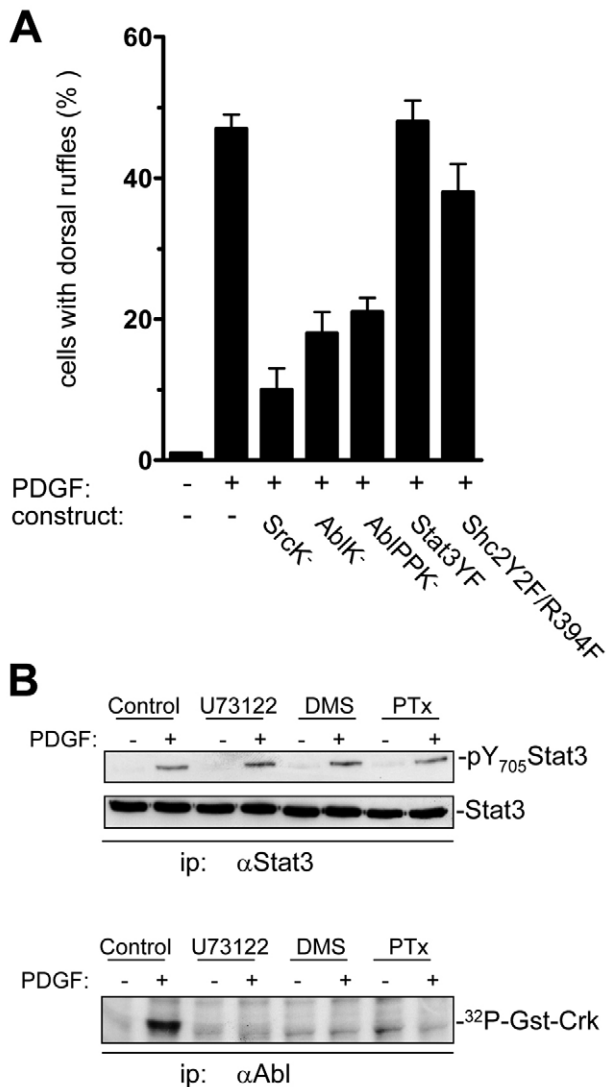 A
cells with dorsal ruffles (%)
60
40
20
0
PDGF: - + + + + + +
construct: - - SrcK- AblK- AblPPK- Stat3YF Shc2Y2F/R394F
B
Control U73122 DMS PTx
PDGF: - + - + - + - +
-pY705Stat3
-Stat3
ip: αStat3
Control U73122 DMS PTx
PDGF: - + - + - + - +
-32P-Gst-Crk
ip: αAbl